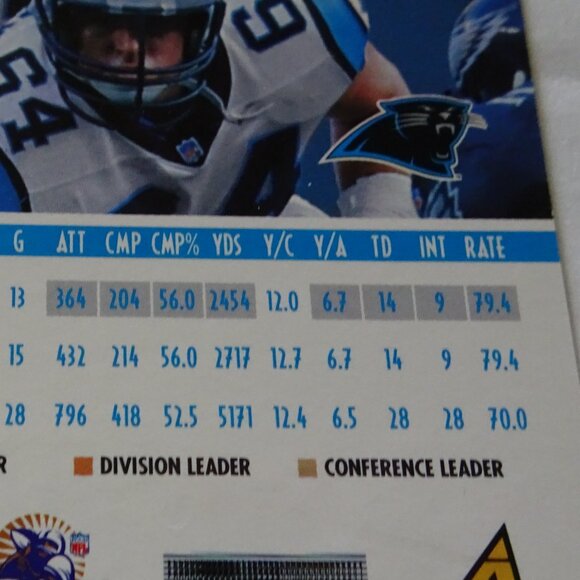 64
64
G ATT CMP CMP% YDS Y/C Y/A TD INT RATE
13 364 204 56.0 2454 12.0 6.7 14 9 79.4
15 432 214 56.0 2717 12.7 6.7 14 9 79.4
28 796 418 52.5 5171 12.4 6.5 28 28 70.0
R DIVISION LEADER CONFERENCE LEADER
NFL